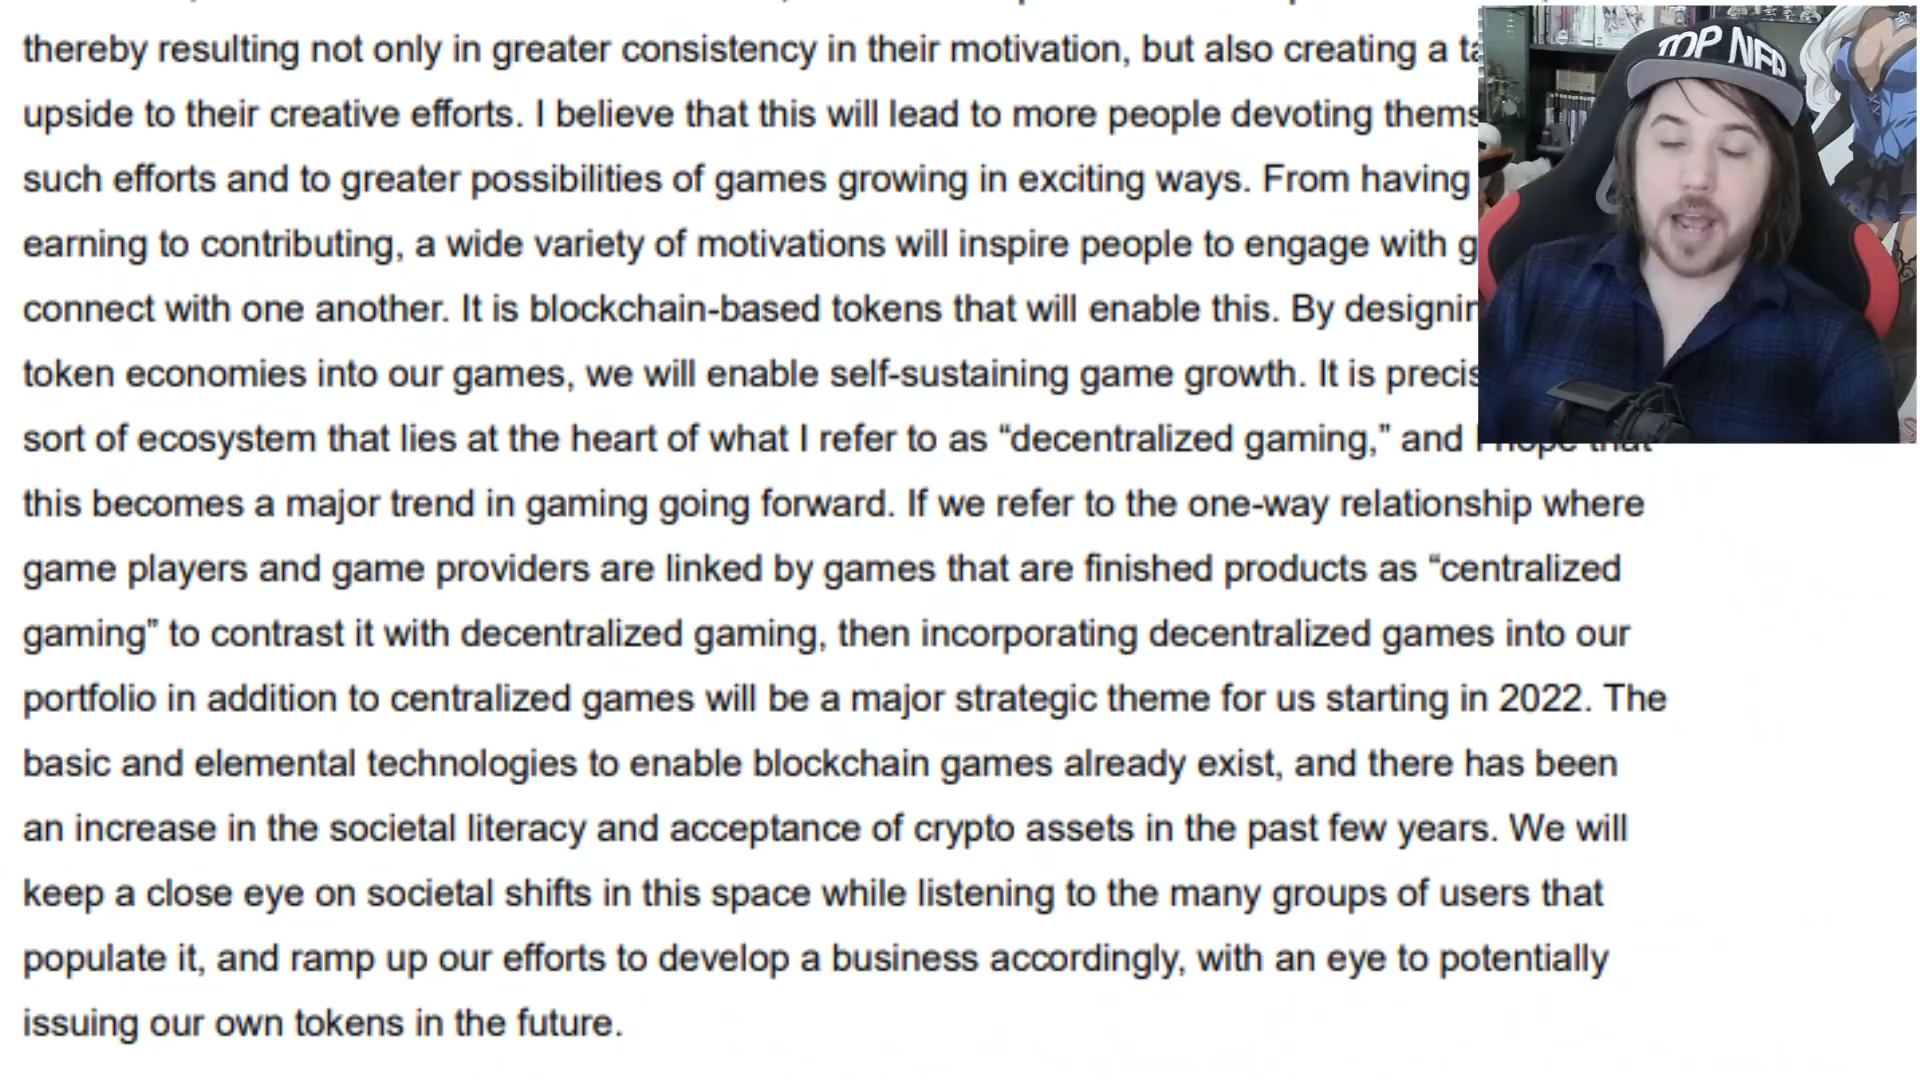 thereby resulting not only in greater consistency in their motivation, but also creating a
upside to their creative efforts. I believe that this will lead to more people devoting
such efforts and to greater possibilities of games growing in exciting ways. From having
earning to contributing, a wide variety of motivations will inspire people to engage with
connect with one another. It is blockchain-based tokens that will enable this. By
token economies into our games, we will enable self-sustaining game growth. It is
sort of ecosystem that lies at the heart of what I refer to as “decentralized gaming,” and I hope that
this becomes a major trend in gaming going forward. If we refer to the one-way relationship where
game players and game providers are linked by games that are finished products as “centralized
gaming” to contrast it with decentralized gaming, then incorporating decentralized games into our
portfolio in addition to centralized games will be a major strategic theme for us starting in 2022. The
basic and elemental technologies to enable blockchain games already exist, and there has been
an increase in the societal literacy and acceptance of crypto assets in the past few years. We will
keep a close eye on societal shifts in this space while listening to the many groups of users that
populate it, and ramp up our efforts to develop a business accordingly, with an eye to potentially
issuing our own tokens in the future.
TOP NEP